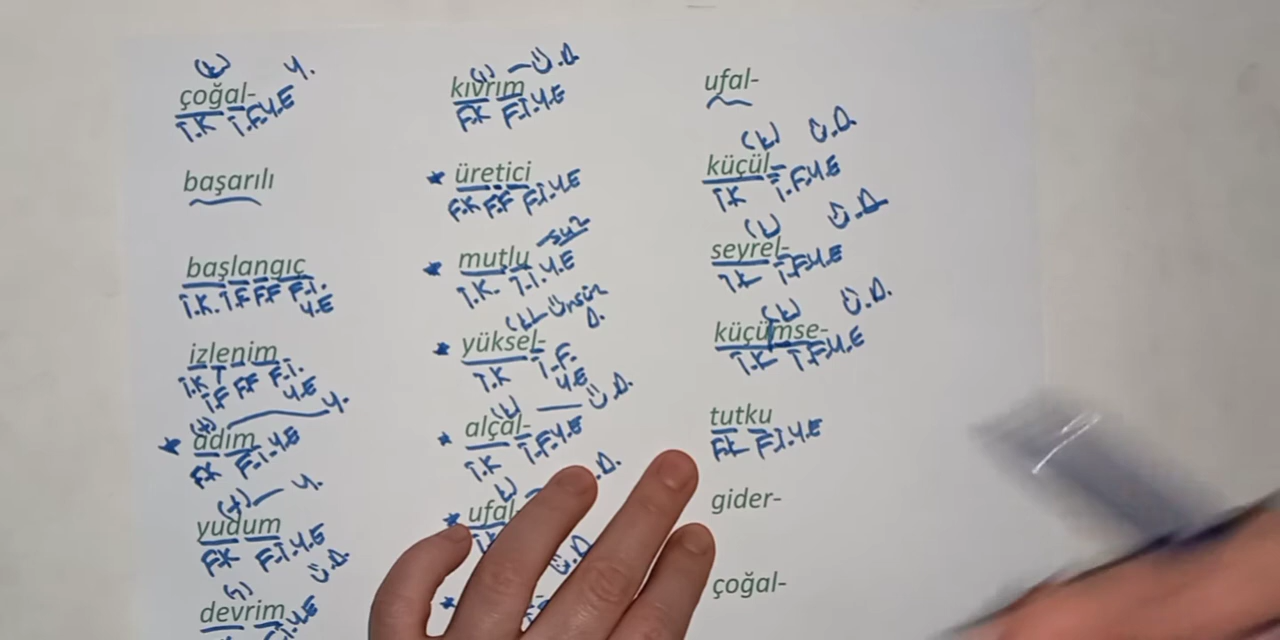 (k) y.
çoğal-
İ.K İ.F.Y.E
başarılı
başlangıç
İ.K. İ.F F.F F.İ.
Y.E
izlenim
İ.K İ.F F.F F.İ.
Y.E
y.
adım
F.K F.İ.Y.E
y.
yudum
F.K F.İ.Y.E
Ü.D.
devrim
kıvrım
Ü.D.
F.K F.İ.Y.E
üretici
F.K F.F F.İ.Y.E
mutlu
İ.K. İ.İ.Y.E
yüksel-
(k) Ünsüz
D.
İ.K İ.F.
Y.E
alçal-
(k) Ü.D.
İ.K İ.F.Y.E
ufal-
ufal-
(k) Ü.D.
küçül-
İ.K İ.F.Y.E
(k) Ü.D.
seyrel-
İ.K İ.F.Y.E
(k) Ü.D.
küçümse-
İ.K İ.F.Y.E
tutku
F.K F.İ.Y.E
gider-
çoğal-